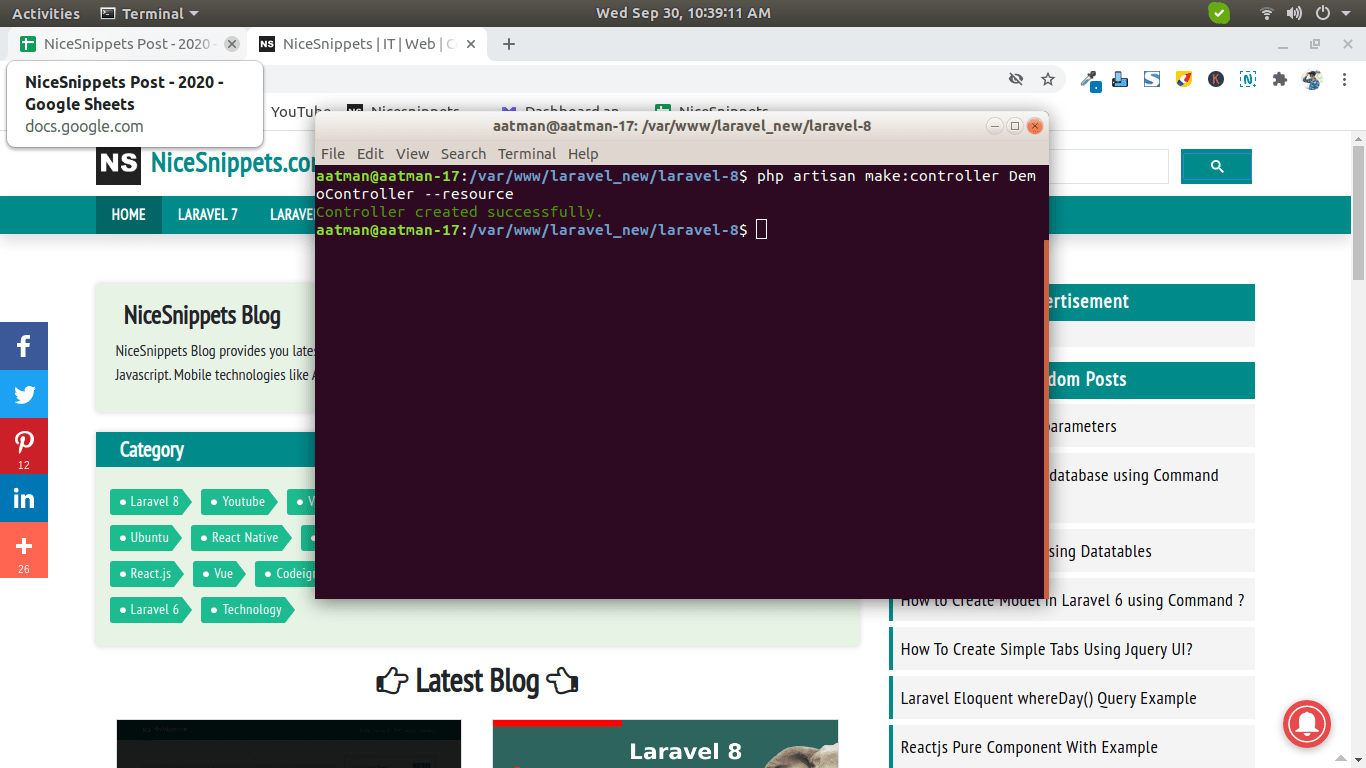 Activities Terminal Wed Sep 30, 10:39:11 AM
NiceSnippets Post - 2020 - NiceSnippets | IT | Web | C
NiceSnippets Post - 2020 -
Google Sheets
docs.google.com
YouTube Nicesnippets Dashboard an NiceSnippets
aatman@aatman-17: /var/www/laravel_new/laravel-8
File Edit View Search Terminal Help
aatman@aatman-17:/var/www/laravel_new/laravel-8$ php artisan make:controller Dem
oController --resource
Controller created successfully.
aatman@aatman-17:/var/www/laravel_new/laravel-8$
NS NiceSnippets.co
HOME LARAVEL 7 LARAVE
NiceSnippets Blog
NiceSnippets Blog provides you lates
Javascript. Mobile technologies like A
Category
Laravel 8 Youtube V
Ubuntu React Native
React.js Vue Codeig
Laravel 6 Technology
12
26
ertisement
dom Posts
parameters
database using Command
sing Datatables
How to Create Model in Laravel 6 using Command ?
How To Create Simple Tabs Using Jquery UI?
Laravel Eloquent whereDay() Query Example
Reactjs Pure Component With Example
Latest Blog
Laravel 8